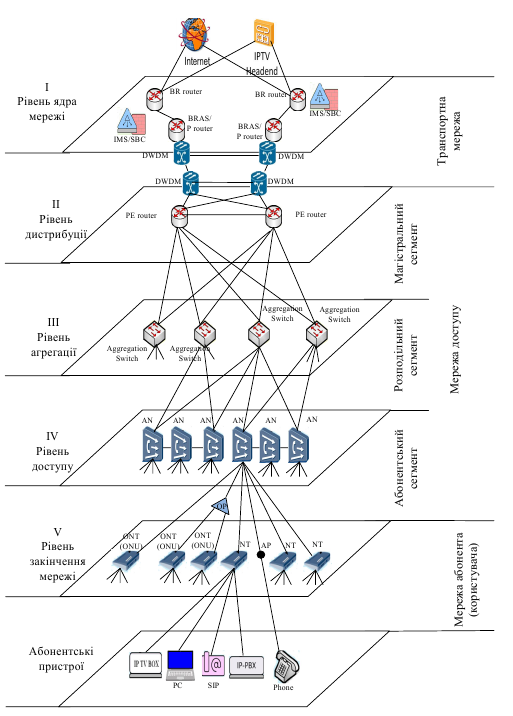 Internet
IPTV
Headend
I
Рівень ядра
мережі
BR router
BR router
IMS/SBC
IMS/SBC
BRAS/
P router
BRAS/
P router
DWDM
DWDM
Транспортна
мережа
DWDM
DWDM
II
Рівень
дистрибуції
PE router
PE router
Магістральний
сегмент
III
Рівень
агрегації
Aggregation
Switch
Aggregation
Switch
Aggregation
Switch
Aggregation
Switch
Розподільний
сегмент
Мережа доступу
IV
Рівень
доступу
AN
AN
AN
AN
AN
AN
Абонентський
сегмент
OP
V
Рівень
закінчення
мережі
ONT
(ONU)
ONT
(ONU)
ONT
(ONU)
NT
AP
NT
NT
Мережа абонента
(користувача)
Абонентські
пристрої
IP TV BOX
PC
SIP
IP-PBX
Phone